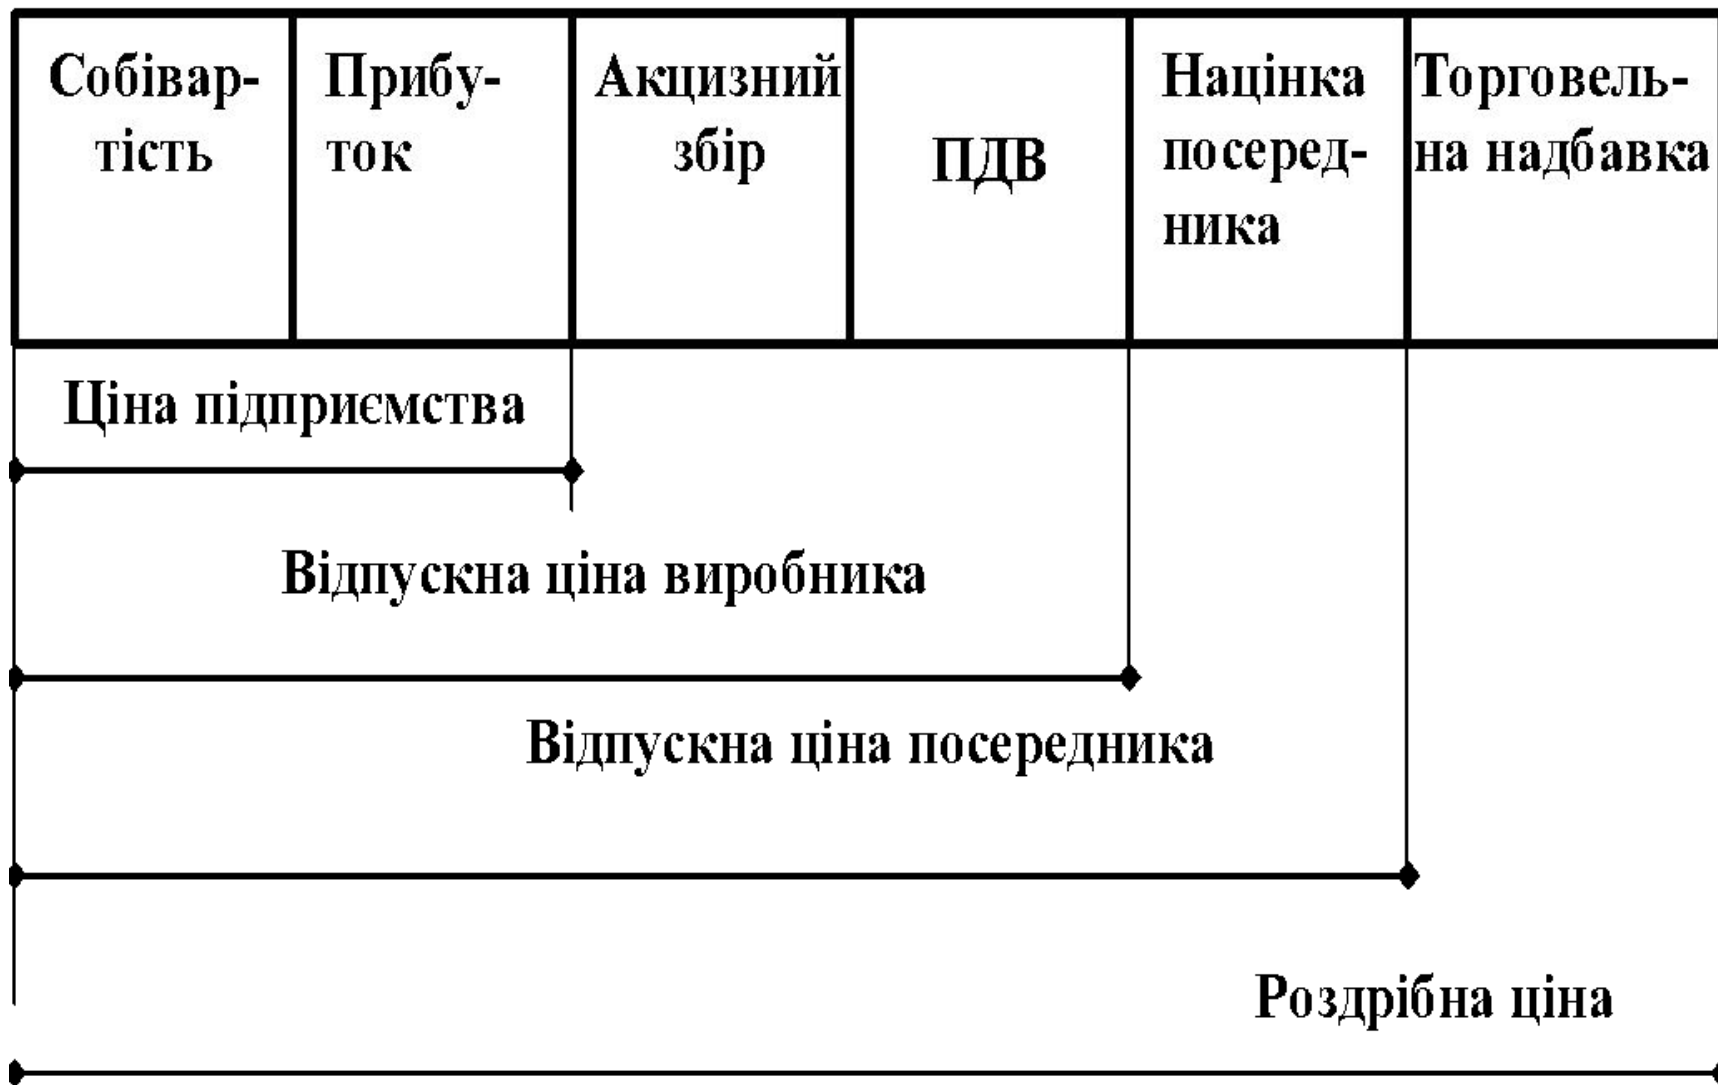 Собівар-
тість
Прибу-
ток
Акцизний
збір
ПДВ
Націнка
посеред-
ника
Торговель-
на надбавка
Ціна підприємства
Відпускна ціна виробника
Відпускна ціна посередника
Роздрібна ціна